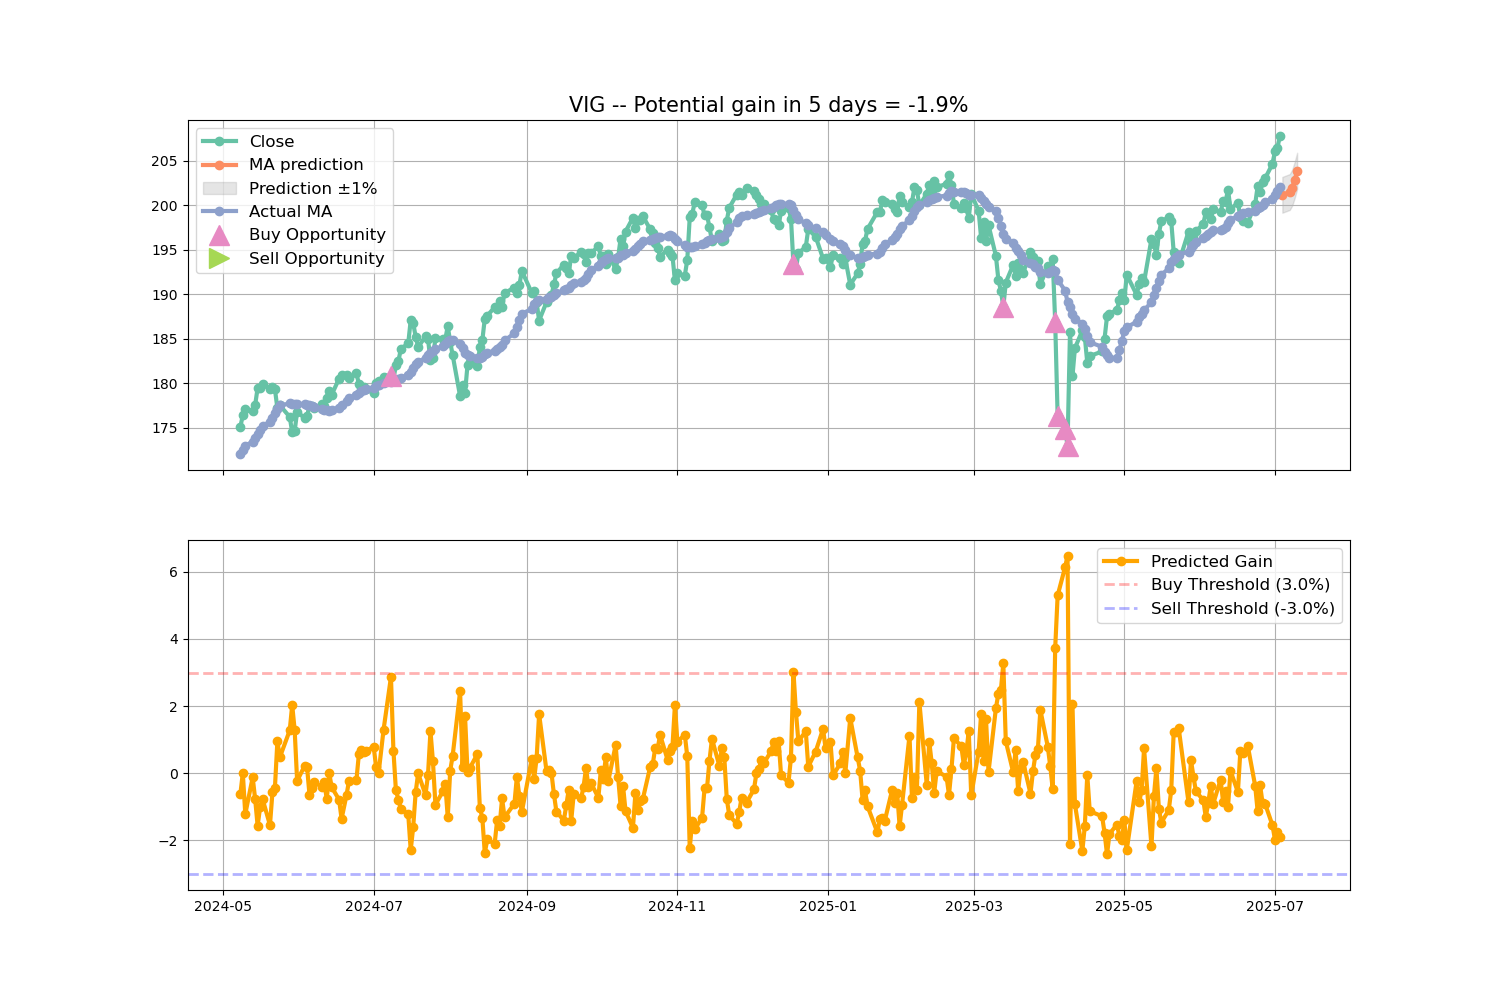 VIG -- Potential gain in 5 days = -1.9%
Close
MA prediction
Prediction ±1%
Actual MA
Buy Opportunity
Sell Opportunity
205
200
195
190
185
180
175
Predicted Gain
Buy Threshold (3.0%)
Sell Threshold (-3.0%)
6
4
2
0
−2
2024-05 2024-07 2024-09 2024-11 2025-01 2025-03 2025-05 2025-07